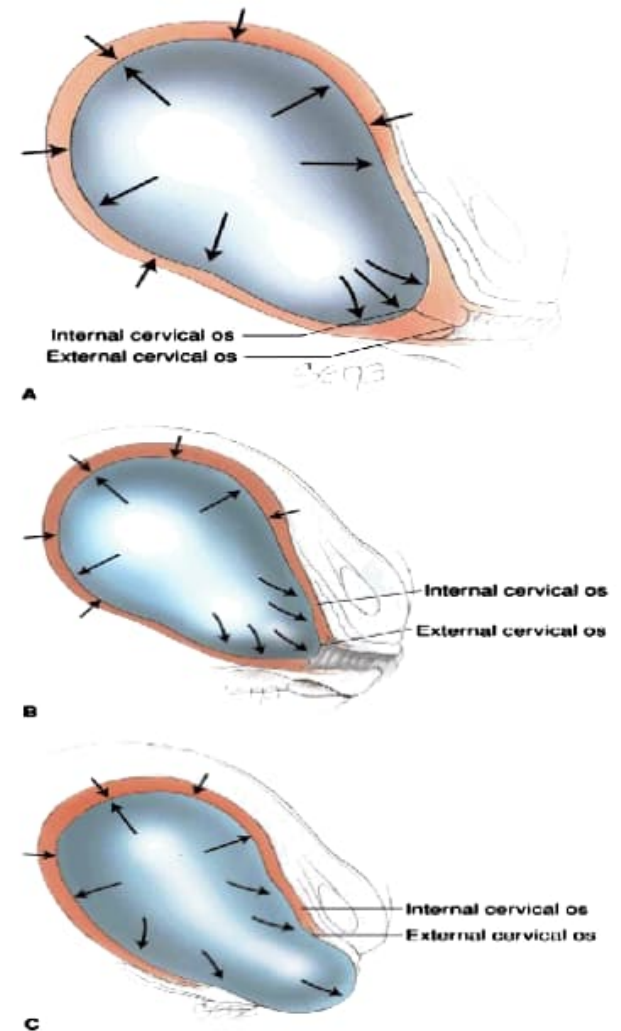 Internal cervical os
External cervical os
A
Internal cervical os
External cervical os
B
Internal cervical os
External cervical os
C